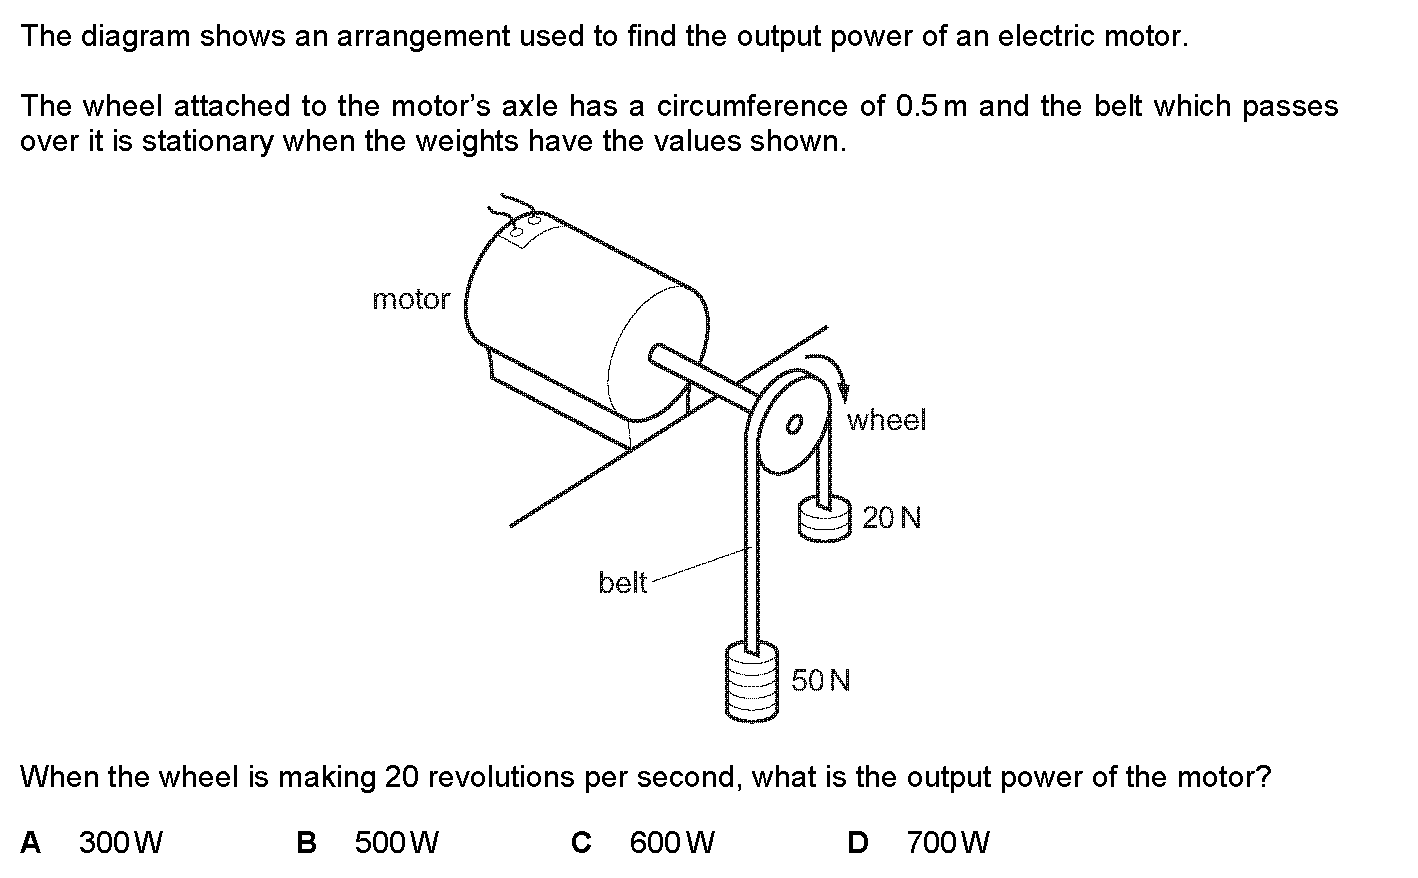 The diagram shows an arrangement used to find the output power of an electric motor.
The wheel attached to the motor's axle has a circumference of 0.5 m and the belt which passes
over it is stationary when the weights have the values shown.
motor
wheel
20 N
belt
50 N
When the wheel is making 20 revolutions per second, what is the output power of the motor?
A 300 W B 500 W C 600 W D 700 W